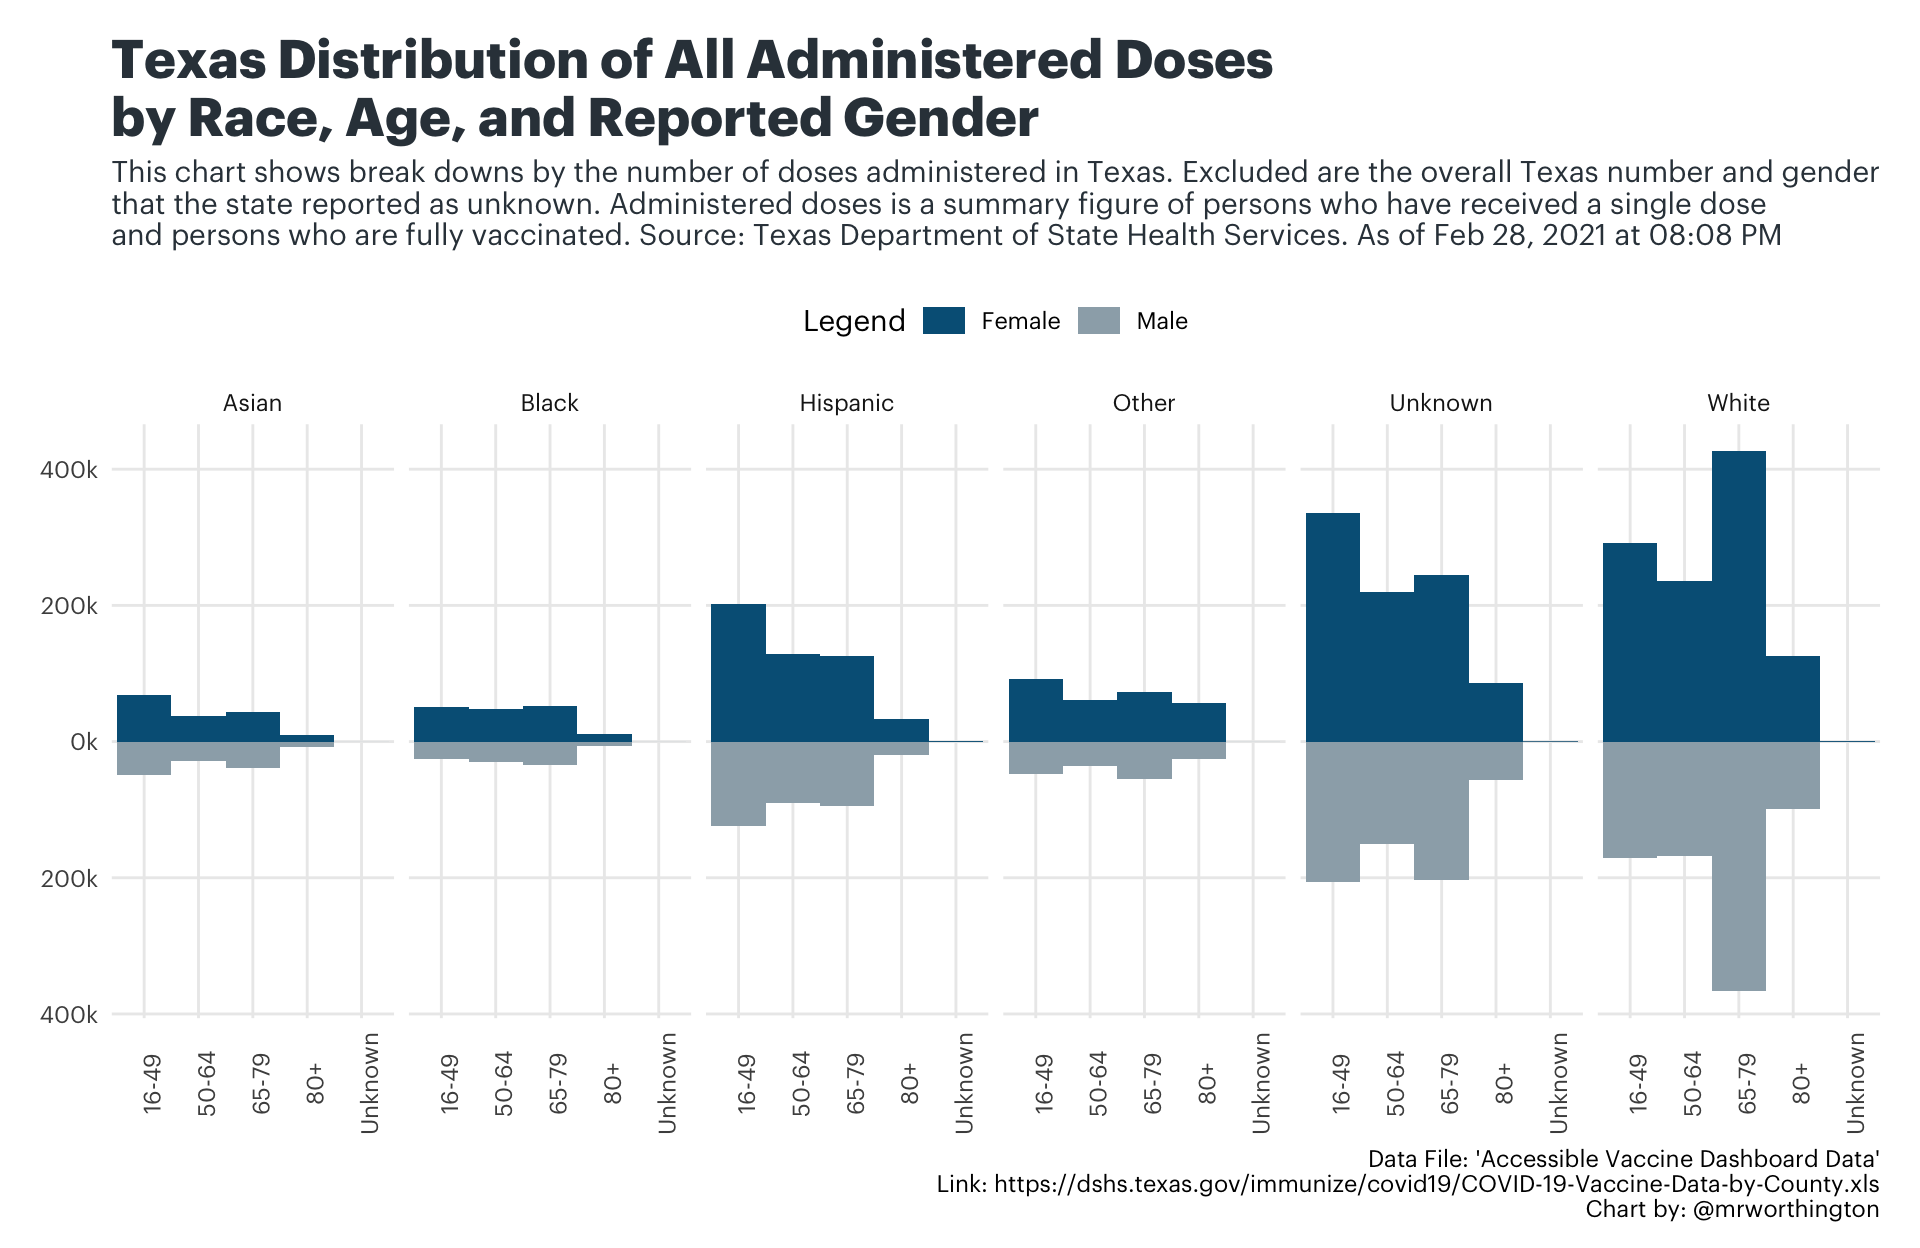 Texas Distribution of All Administered Doses
by Race, Age, and Reported Gender
This chart shows break downs by the number of doses administered in Texas. Excluded are the overall Texas number and gender
that the state reported as unknown. Administered doses is a summary figure of persons who have received a single dose
and persons who are fully vaccinated. Source: Texas Department of State Health Services. As of Feb 28, 2021 at 08:08 PM
Legend Female Male
Asian Black Hispanic Other Unknown White
400k
200k
0k
200k
400k
16-49 50-64 65-79 80+ Unknown 16-49 50-64 65-79 80+ Unknown 16-49 50-64 65-79 80+ Unknown 16-49 50-64 65-79 80+ Unknown 16-49 50-64 65-79 80+ Unknown 16-49 50-64 65-79 80+ Unknown
Data File: 'Accessible Vaccine Dashboard Data'
Link: https://dshs.texas.gov/immunize/covid19/COVID-19-Vaccine-Data-by-County.xls
Chart by: @mrworthington